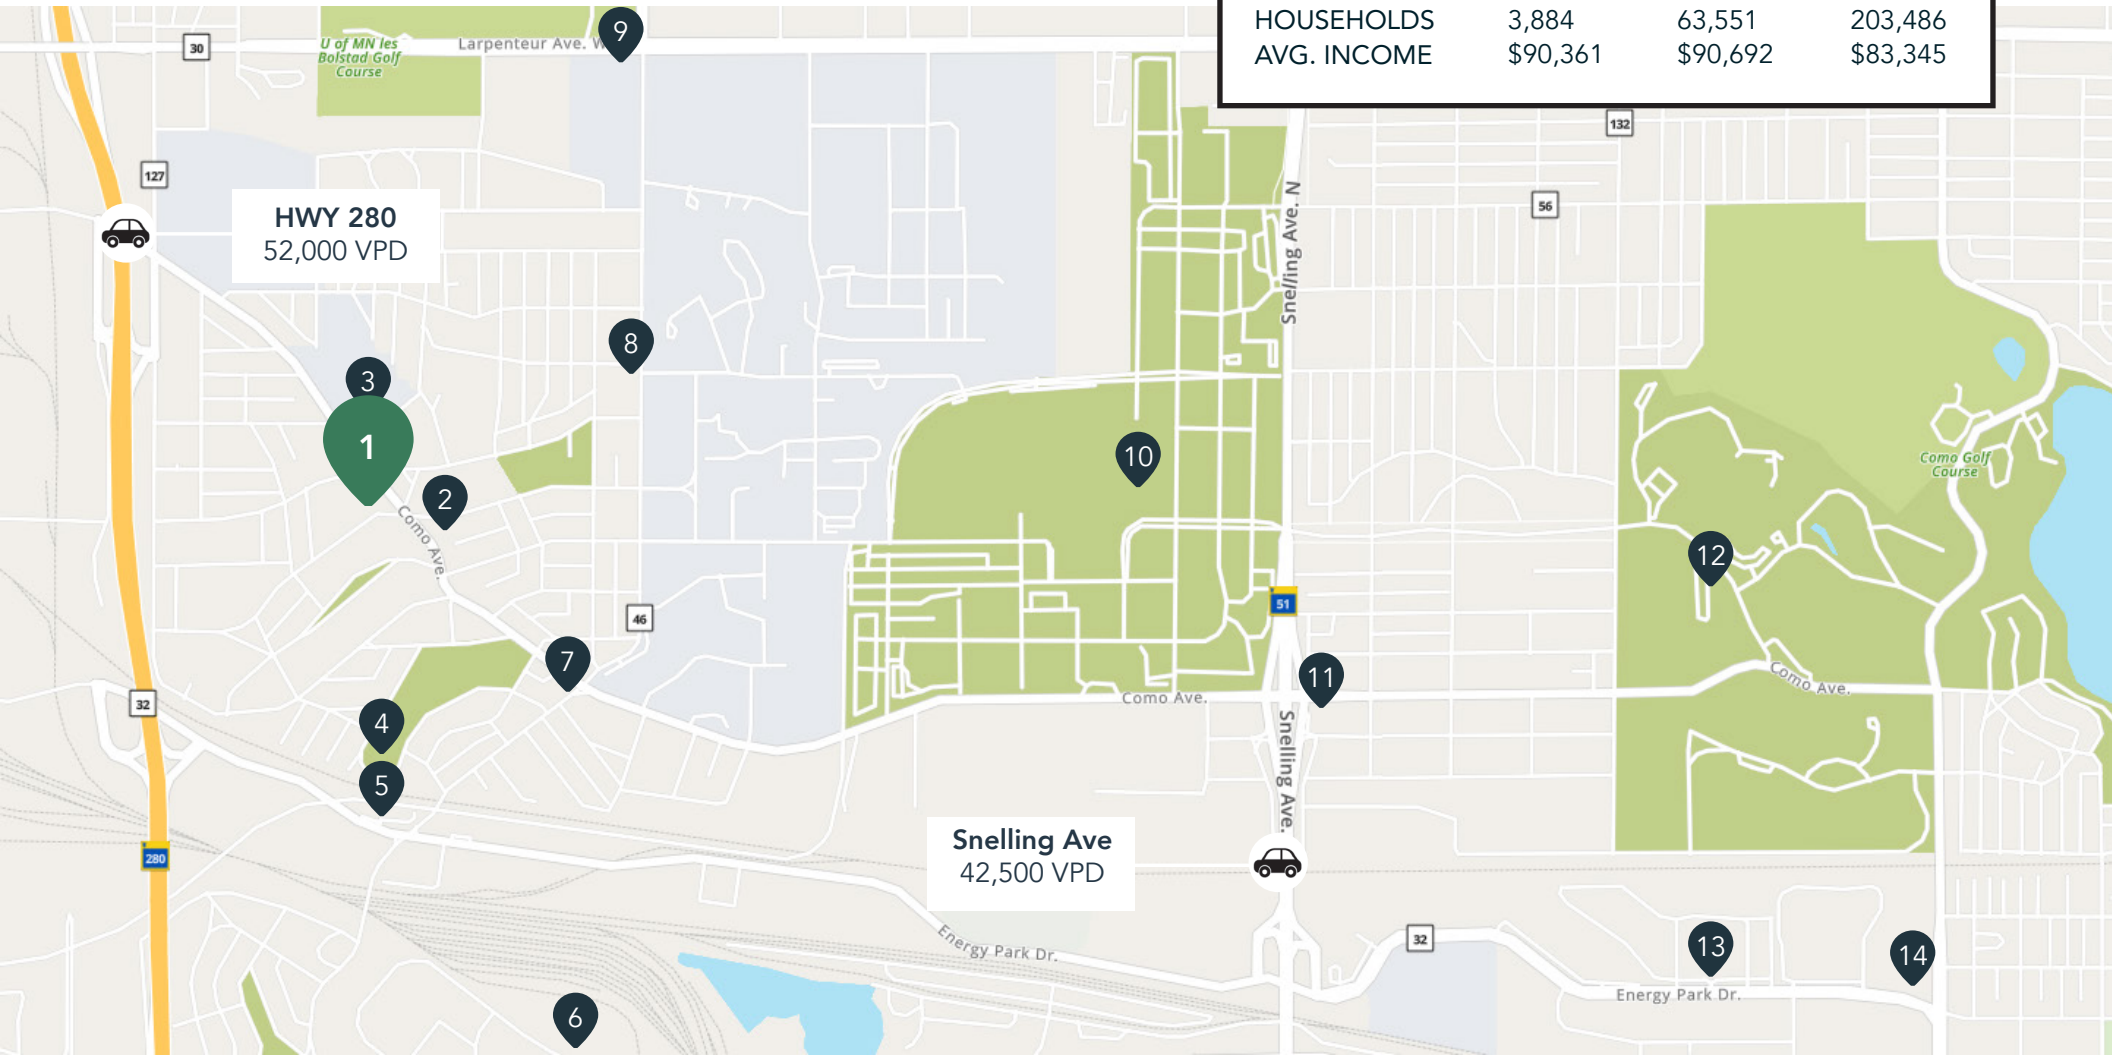 HOUSEHOLDS 3,884 63,551 203,486
AVG. INCOME $90,361 $90,692 $83,345
9
30
U of MN les
Bolstad Golf
Course
Larpenteur Ave. W
132
127
56
HWY 280
52,000 VPD
Snelling Ave. N
8
3
1
10
Como Golf
Course
2
Como Ave.
12
51
46
7
11
Como Ave.
Como Ave.
32
4
5
Snelling Ave.
280
Snelling Ave
42,500 VPD
Energy Park Dr.
32
13
14
Energy Park Dr.
6